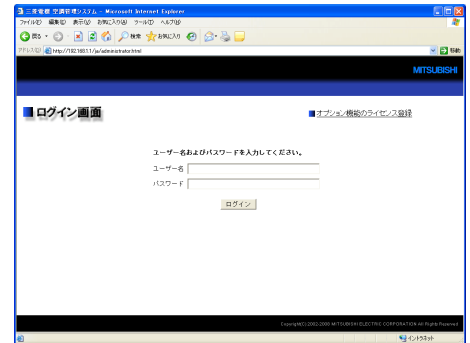 三菱電機 空調管理システム - Microsoft Internet Explorer
ファイル(F) 編集(E) 表示(V) お気に入り(A) ツール(T) ヘルプ(H)
戻る 検索 お気に入り
アドレス(D) http://192.168.1.1/ja/administrator.html 移動
MITSUBISHI
ログイン画面
オプション機能のライセンス登録
ユーザー名およびパスワードを入力してください。
ユーザー名
パスワード
ログイン
Copyright(C) 2002-2008 MITSUBISHI ELECTRIC CORPORATION All Rights Reserved
イントラネット